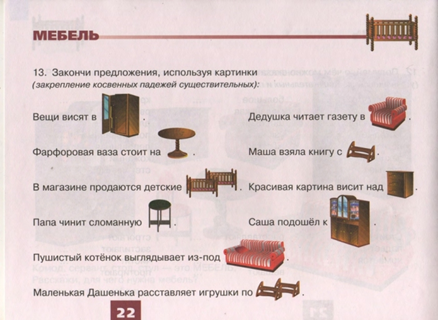 МЕБЕЛЬ
13. Закончи предложения, используя картинки
(закрепление косвенных падежей существительных):
Вещи висят в .
Дедушка читает газету в .
Фарфоровая ваза стоит на .
Маша взяла книгу с .
В магазине продаются детские .
Красивая картина висит над .
Папа чинит сломанную .
Саша подошёл к .
Пушистый котёнок выглядывает из-под .
Маленькая Дашенька расставляет игрушки по .
22